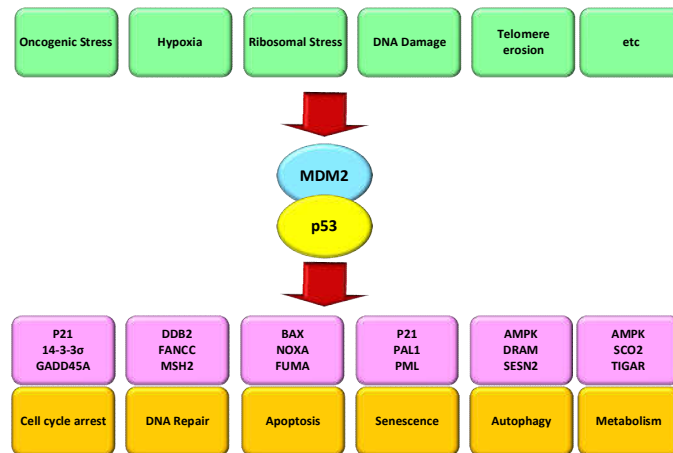 Oncogenic Stress
Hypoxia
Ribosomal Stress
DNA Damage
Telomere
erosion
etc
MDM2
p53
P21
14-3-3σ
GADD45A
DDB2
FANCC
MSH2
BAX
NOXA
FUMA
P21
PAL1
PML
AMPK
DRAM
SESN2
AMPK
SCO2
TIGAR
Cell cycle arrest
DNA Repair
Apoptosis
Senescence
Autophagy
Metabolism